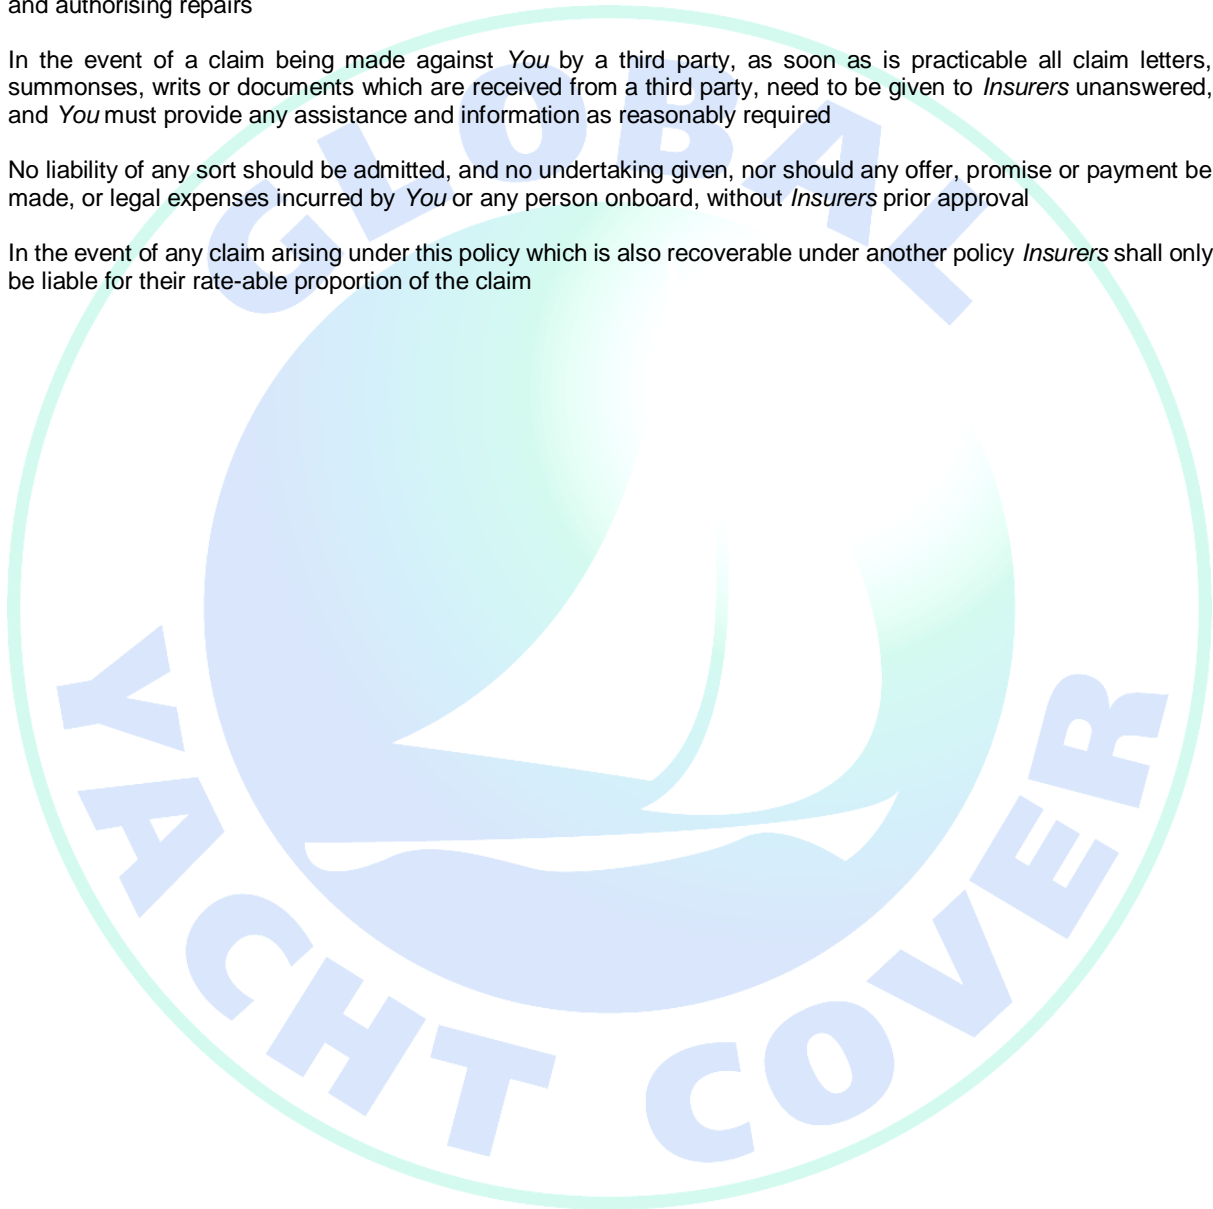 and authorising repairs
In the event of a claim being made against You by a third party, as soon as is practicable all claim letters,
summonses, writs or documents which are received from a third party, need to be given to Insurers unanswered,
and You must provide any assistance and information as reasonably required
No liability of any sort should be admitted, and no undertaking given, nor should any offer, promise or payment be
made, or legal expenses incurred by You or any person onboard, without Insurers prior approval
In the event of any claim arising under this policy which is also recoverable under another policy Insurers shall only
be liable for their rate-able proportion of the claim
GLOBAL
YACHT COVER